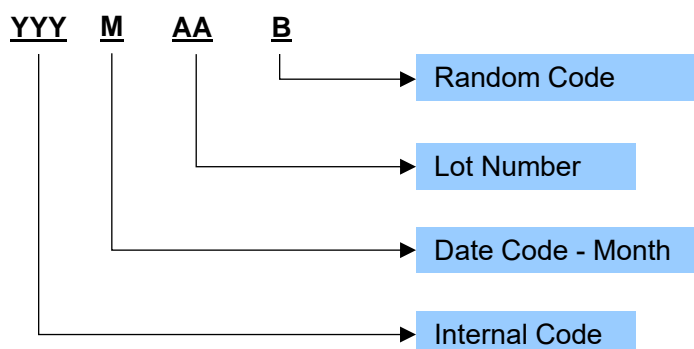 YYY M AA B
Random Code
Lot Number
Date Code - Month
Internal Code